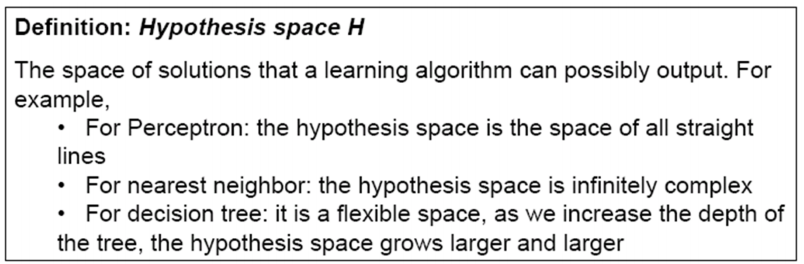 Definition: Hypothesis space H
The space of solutions that a learning algorithm can possibly output. For
example,
• For Perceptron: the hypothesis space is the space of all straight
lines
• For nearest neighbor: the hypothesis space is infinitely complex
• For decision tree: it is a flexible space, as we increase the depth of
the tree, the hypothesis space grows larger and larger